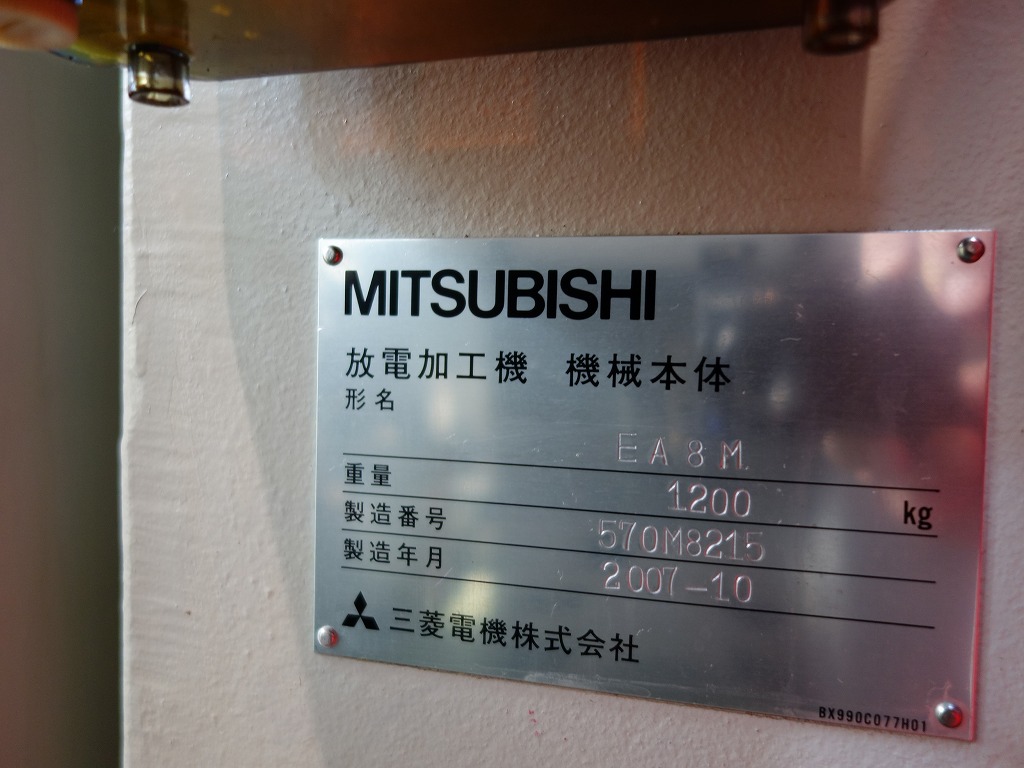 MITSUBISHI
放電加工機 機械本体
形名 EA8M
重量 1200 kg
製造番号 570M8215
製造年月 2007-10
三菱電機株式会社
BX990C077H01